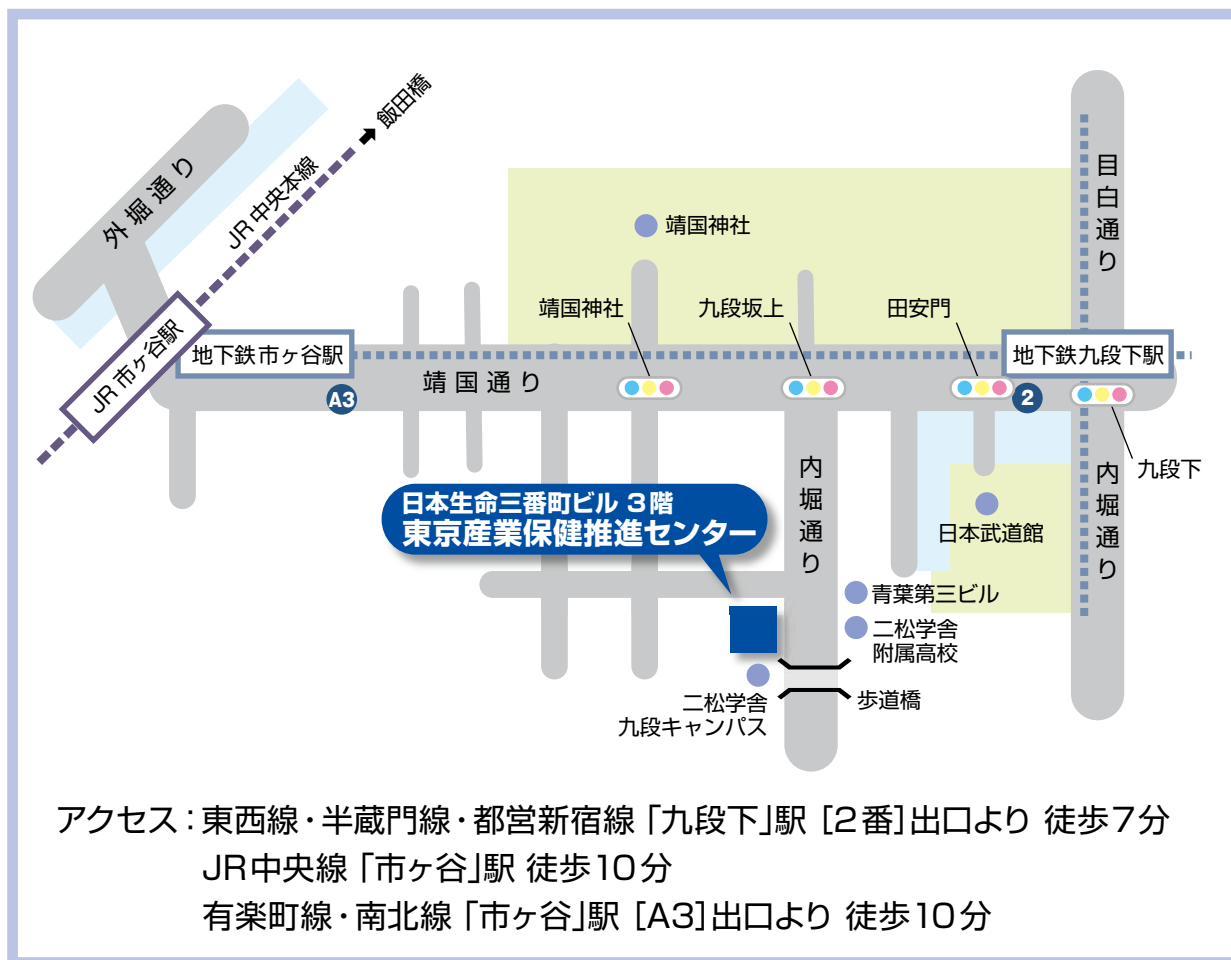 飯田橋
外堀通り
JR中央本線
目白通り
靖国神社
靖国神社
九段坂上
田安門
JR市ヶ谷駅
地下鉄市ヶ谷駅
地下鉄九段下駅
靖国通り
A3
2
九段下
内堀通り
内堀通り
日本生命三番町ビル 3階
東京産業保健推進センター
日本武道館
青葉第三ビル
二松学舎
附属高校
二松学舎
九段キャンパス
歩道橋
アクセス：東西線・半蔵門線・都営新宿線「九段下」駅 [2番]出口より 徒歩7分
JR中央線「市ヶ谷」駅 徒歩10分
有楽町線・南北線「市ヶ谷」駅 [A3]出口より 徒歩10分